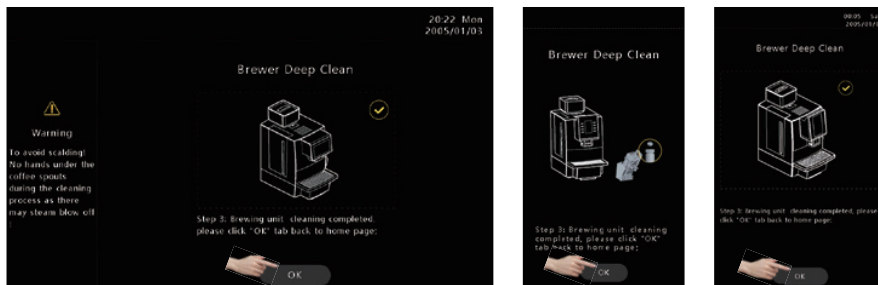 20:22 Mon
2005/01/03
Brewer Deep Clean
Warning
To avoid scalding!
No hands under the
coffee spouts
during the cleaning
process as there
may steam blow off
!
Step 3: Brewing unit cleaning completed,
please click "OK" tab back to home page;
OK
Brewer Deep Clean
Step 3: Brewing unit cleaning
completed, please click "OK"
tab back to home page;
OK
00:05 Sa
Brewer Deep Clean
Step 3: Brewing unit cleaning completed, please
click "OK" tab back to home page;
OK